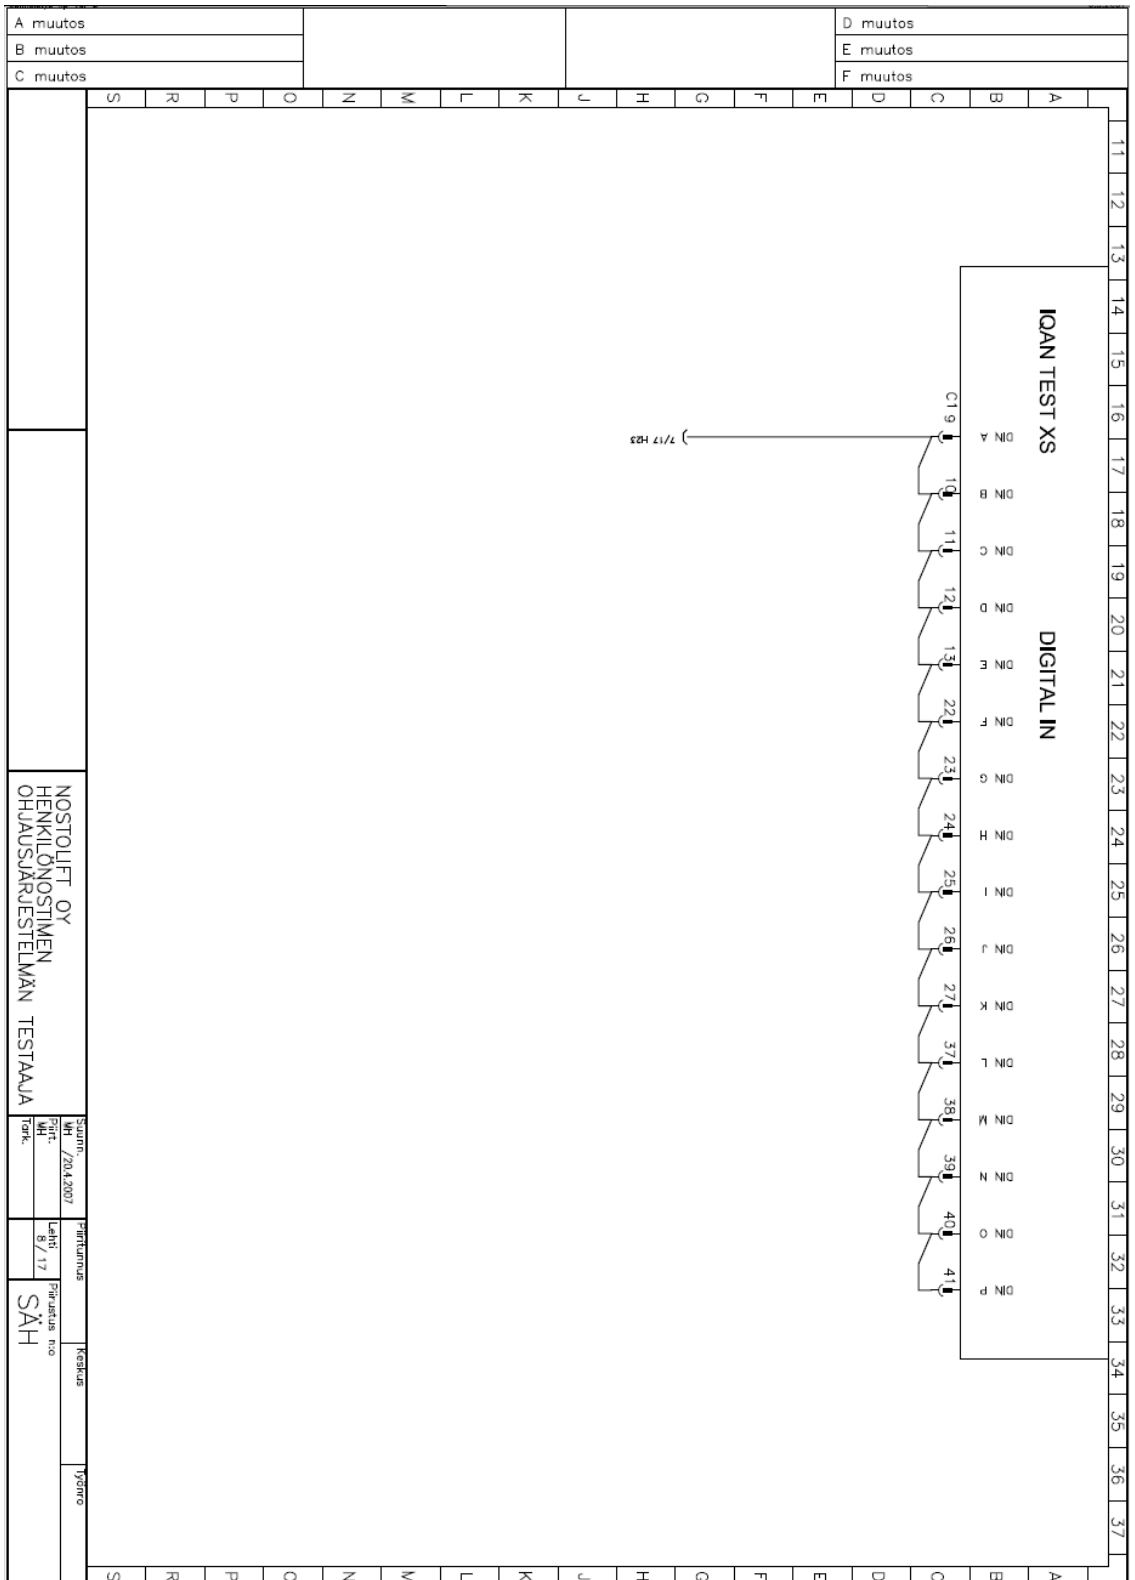 A muutos
B muutos
C muutos
D muutos
E muutos
F muutos
S R P O N M L K J H G F E D C B A
11
12
13
14
15
16
17
18
19
20
21
22
23
24
25
26
27
28
29
30
31
32
33
34
35
36
37
IQAN TEST XS
DIGITAL IN
C1
9 DIN A
10 DIN B
11 DIN C
12 DIN D
13 DIN E
22 DIN F
23 DIN G
24 DIN H
25 DIN I
26 DIN J
27 DIN K
37 DIN L
38 DIN M
39 DIN N
40 DIN O
41 DIN P
7/17 H23
NOSTOLIFT OY
HENKILÖNOSTIMEN
OHJAUSJÄRJESTELMÄN TESTAAJA
Suunn.
MH /20.4.2007
Piirt.
MH
Tark.
Piiritunnus
Keskus
Työnro
Lehti
8/17
Piirustus n:o
SÄH
S R P O N M L K J H G F E D C B A